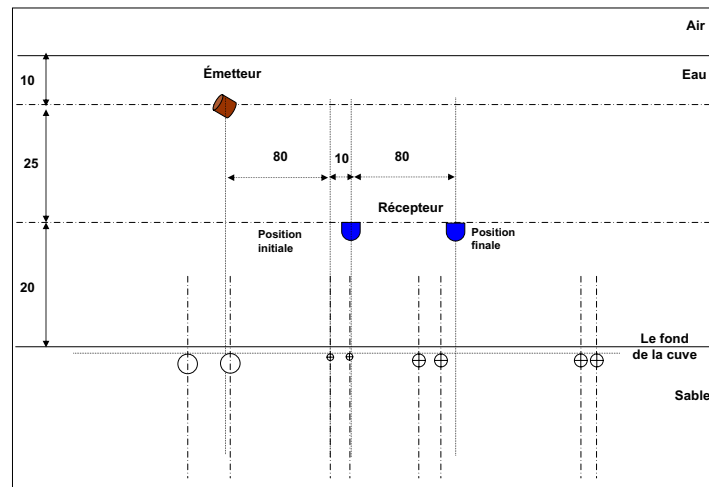 Air
Émetteur
Eau
10
25
80
10
80
Récepteur
Position
initiale
Position
finale
20
Le fond
de la cuve
Sable